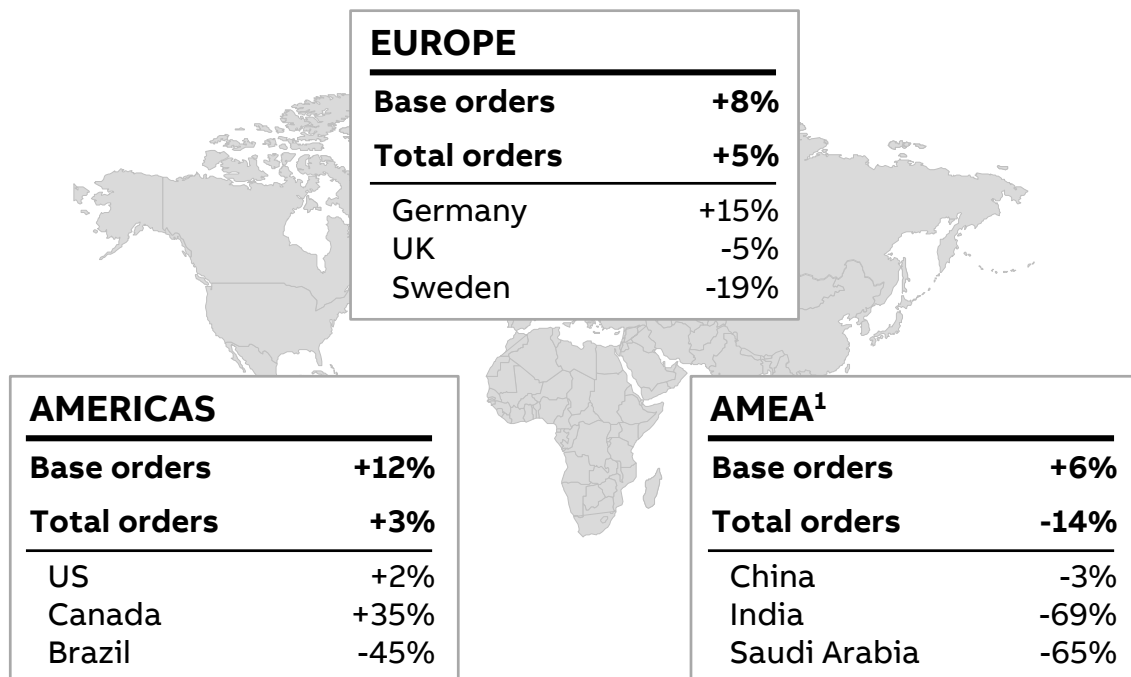 EUROPE
Base orders +8%
Total orders +5%
Germany +15%
UK -5%
Sweden -19%
AMERICAS
Base orders +12%
Total orders +3%
US +2%
Canada +35%
Brazil -45%
AMEA¹
Base orders +6%
Total orders -14%
China -3%
India -69%
Saudi Arabia -65%